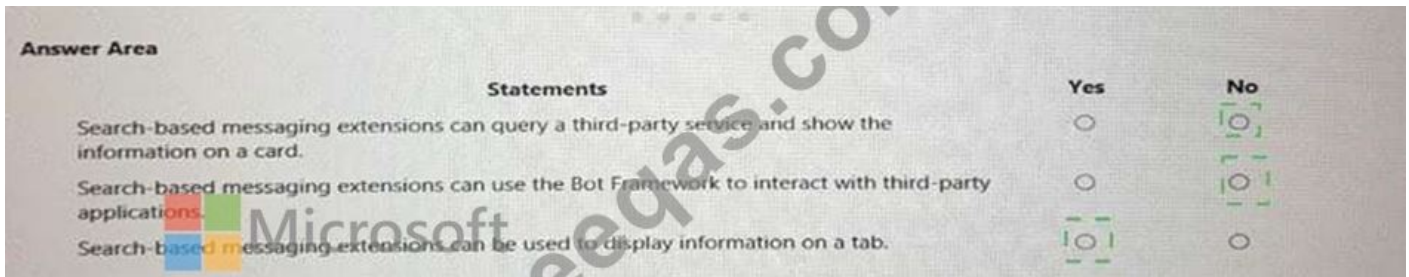 Answer Area
Statements Yes No
Search-based messaging extensions can query a third-party service and show the
information on a card.
Search-based messaging extensions can use the Bot Framework to interact with third-party
applications.
Search-based messaging extensions can be used to display information on a tab.
Microsoft
eqas.co